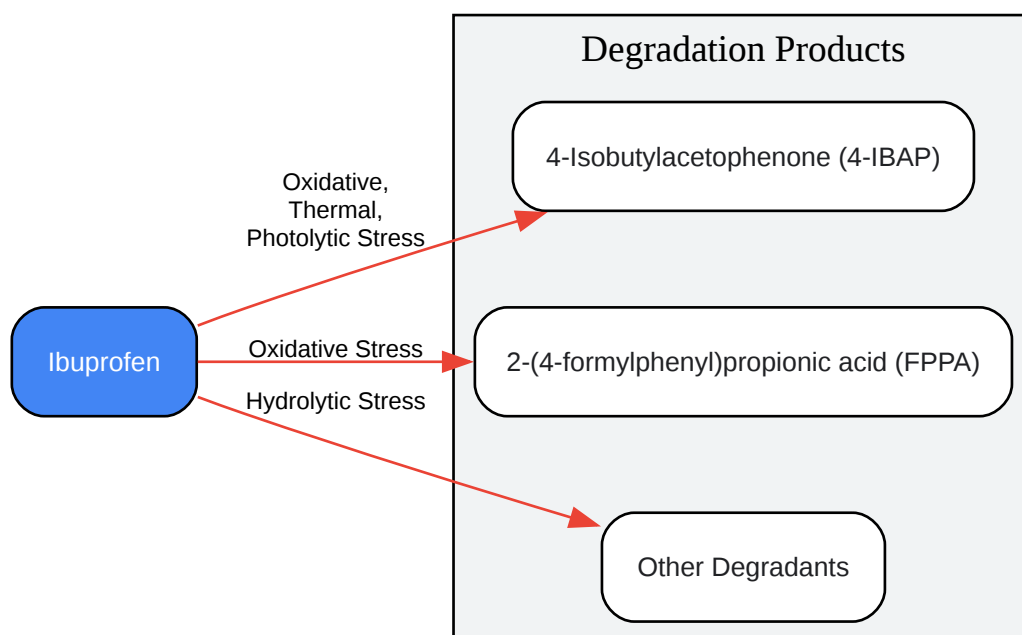 Degradation Products
4-Isobutylacetophenone (4-IBAP)
Oxidative,
Thermal,
Photolytic Stress
Ibuprofen
Oxidative Stress
2-(4-formylphenyl)propionic acid (FPPA)
Hydrolytic Stress
Other Degradants